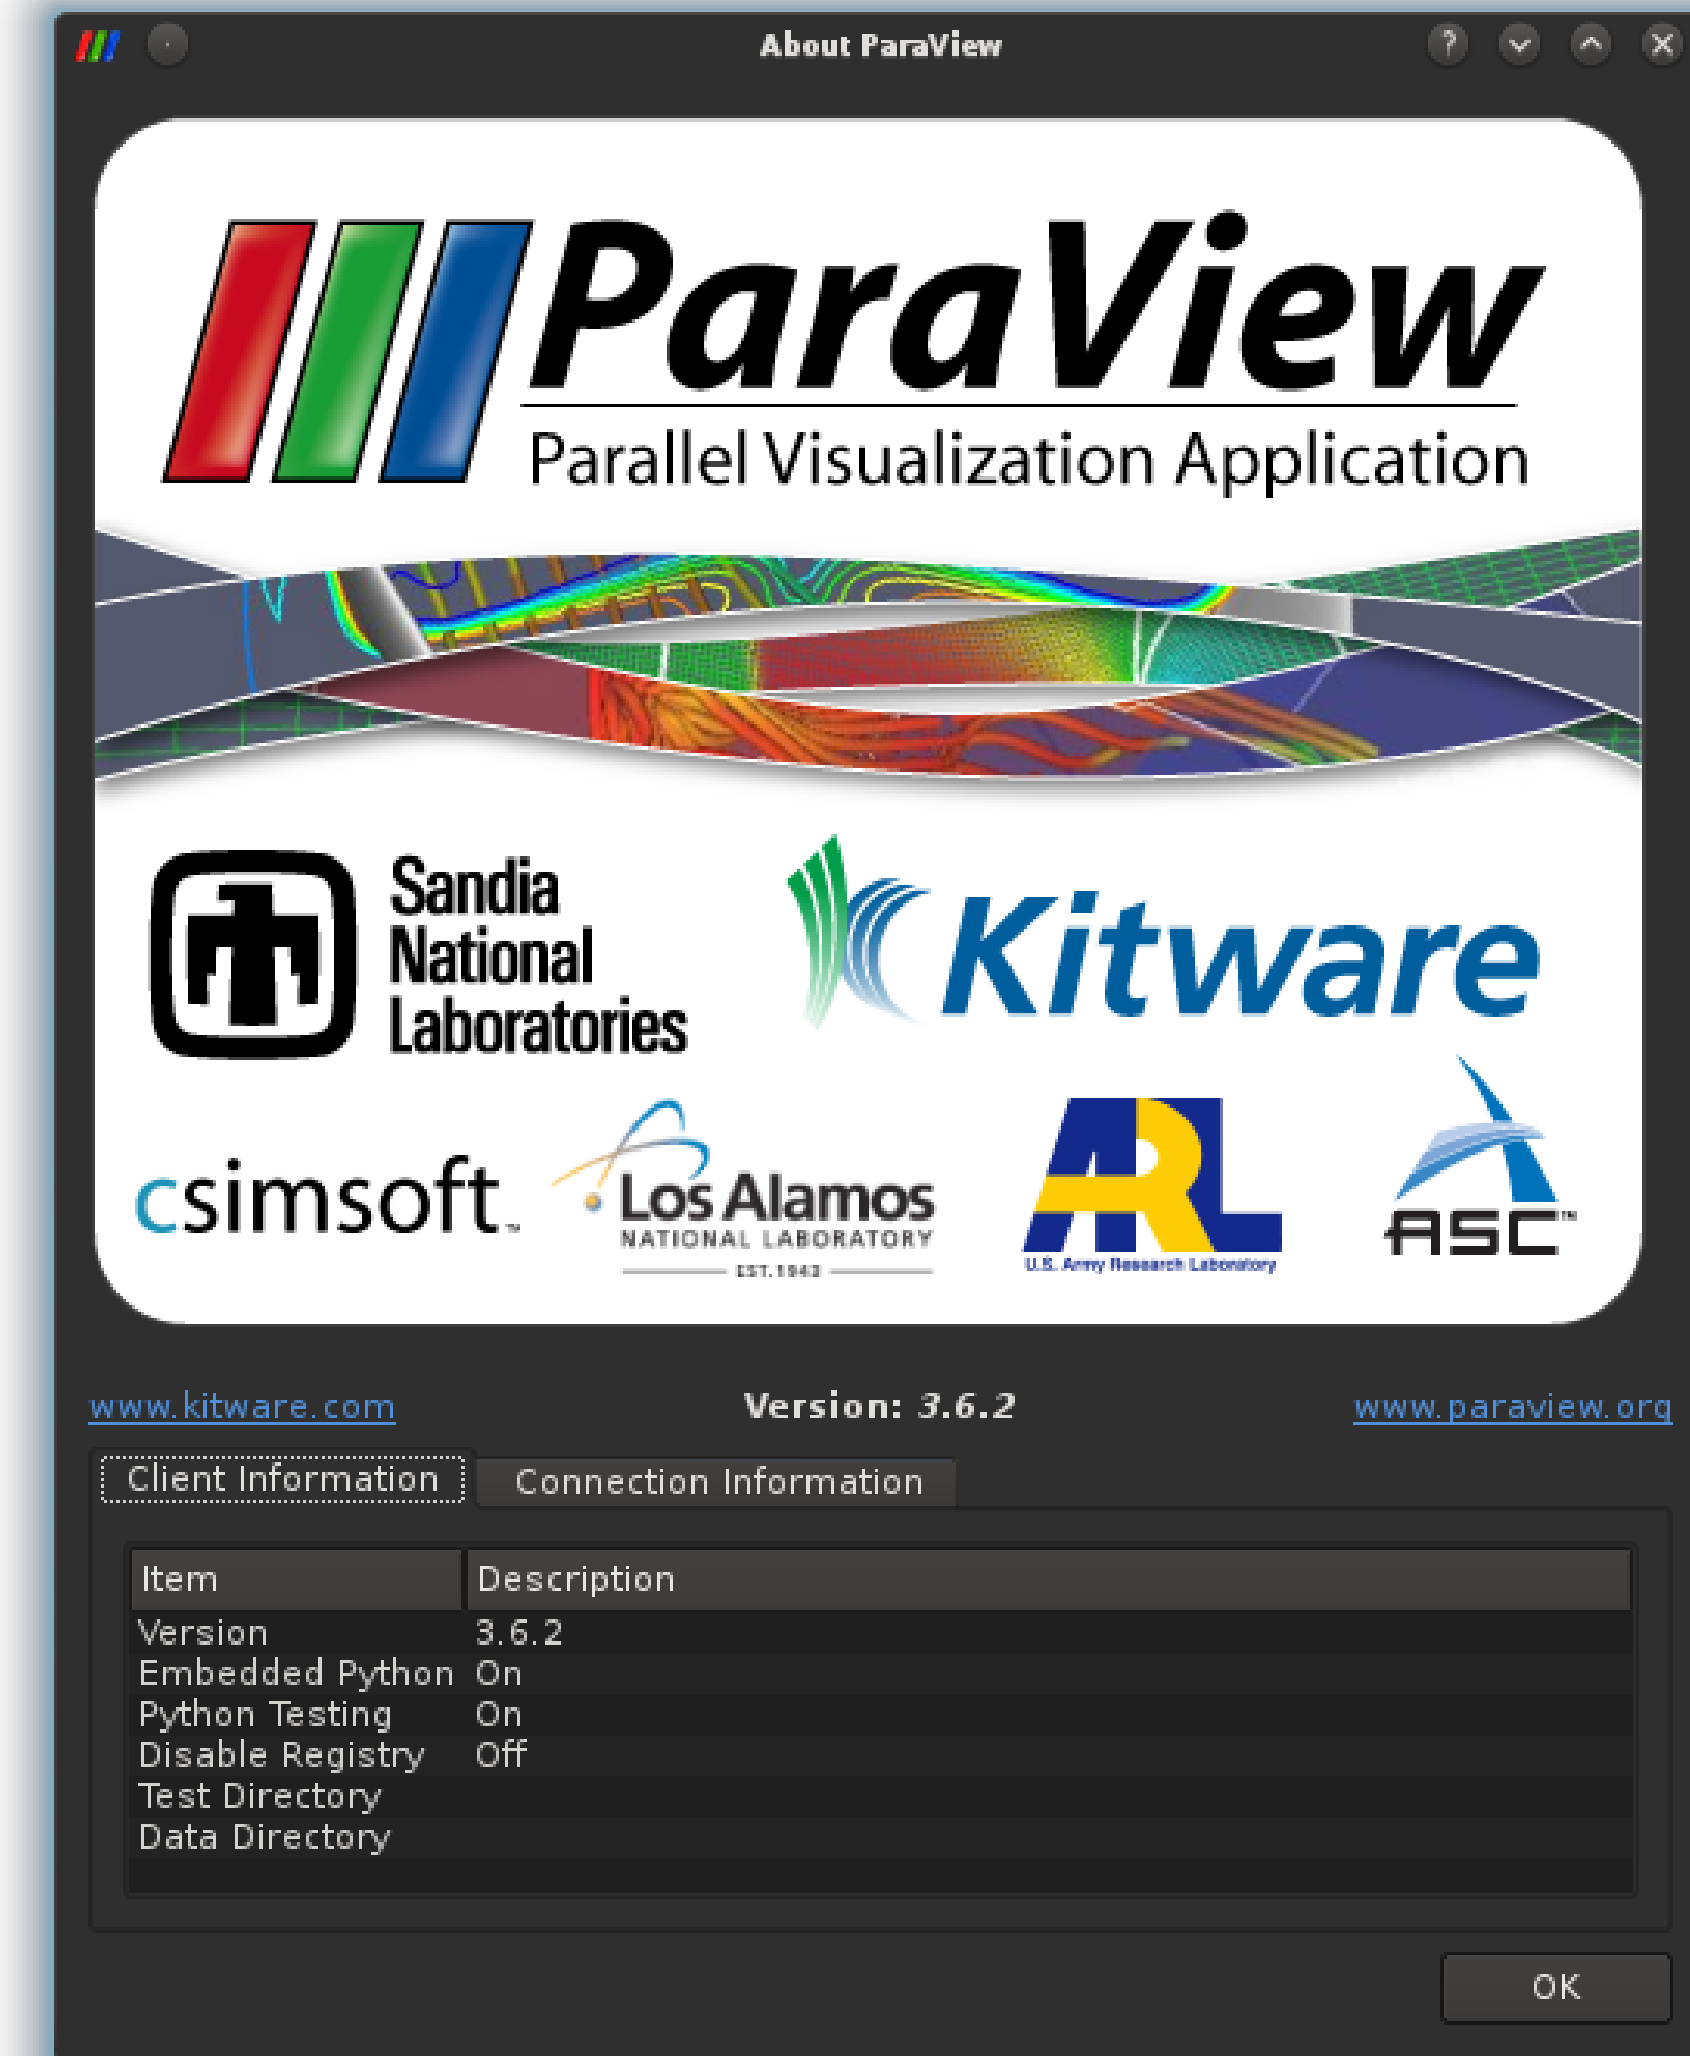 About ParaView
ParaView
Parallel Visualization Application
Sandia
National
Laboratories
Kitware
csimsoft™
Los Alamos
NATIONAL LABORATORY
EST. 1943
ARL
U.S. Army Research Laboratory
ASC™
www.kitware.com Version: 3.6.2 www.paraview.org
Client Information Connection Information
Item Description
Version 3.6.2
Embedded Python On
Python Testing On
Disable Registry Off
Test Directory
Data Directory
OK